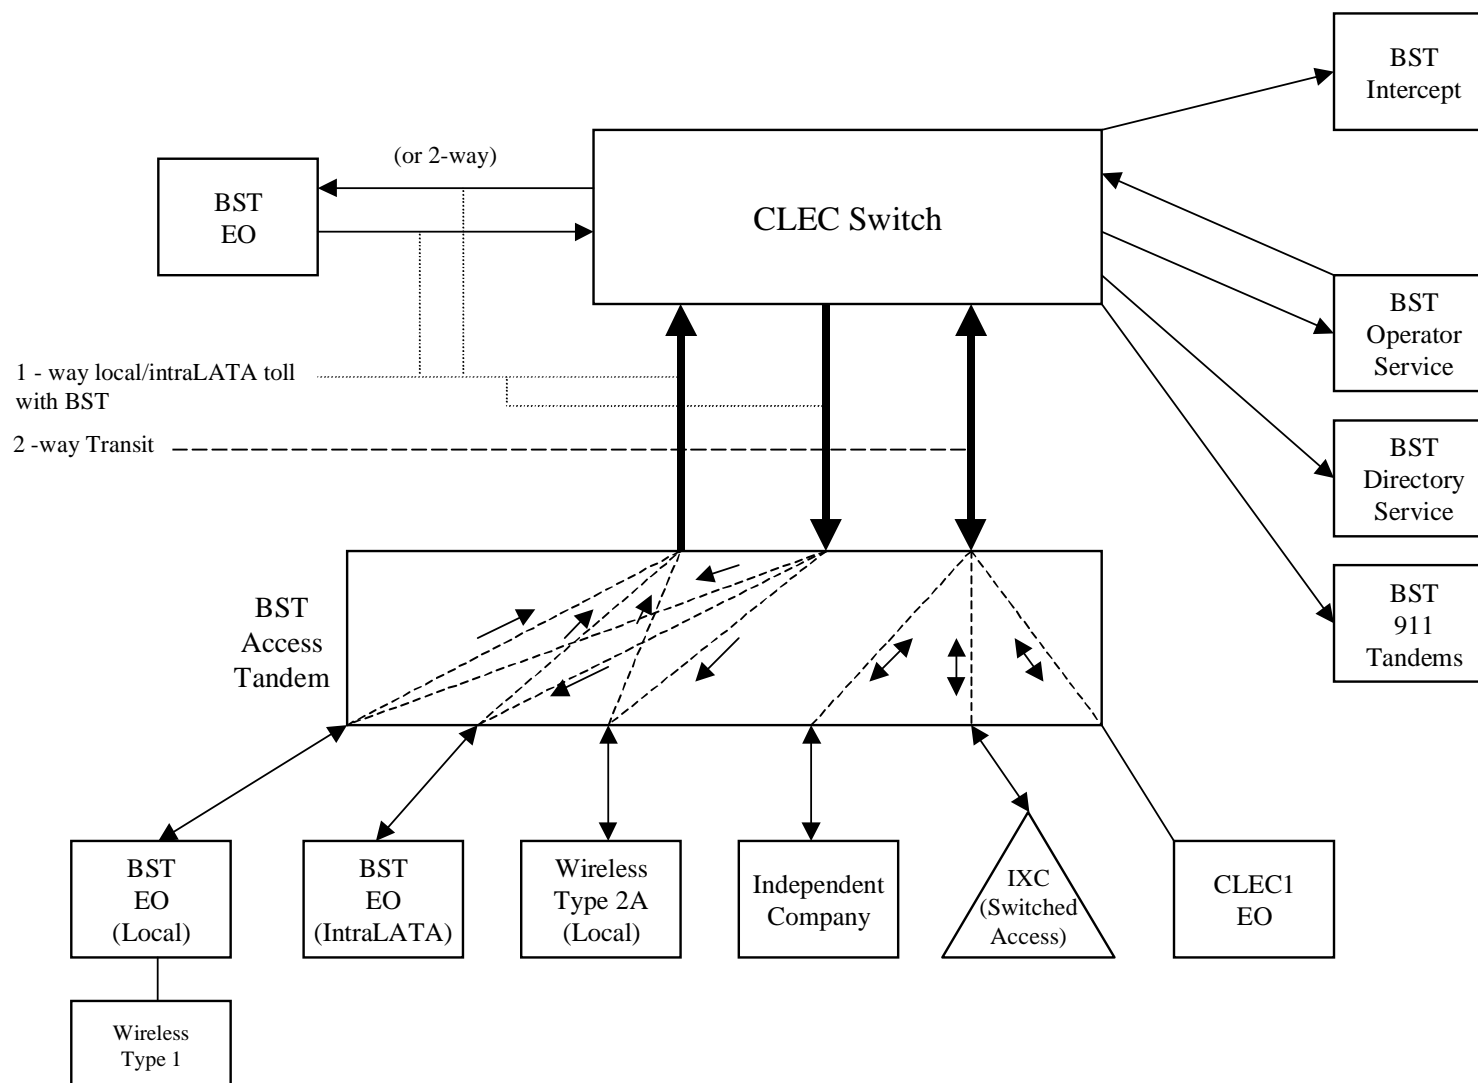 BST
Intercept
(or 2-way)
BST
EO
CLEC Switch
BST
Operator
Service
1 - way local/intraLATA toll
with BST
2 -way Transit
BST
Directory
Service
BST
Access
Tandem
BST
911
Tandems
BST
EO
(Local)
BST
EO
(IntraLATA)
Wireless
Type 2A
(Local)
Independent
Company
IXC
(Switched
Access)
CLEC1
EO
Wireless
Type 1